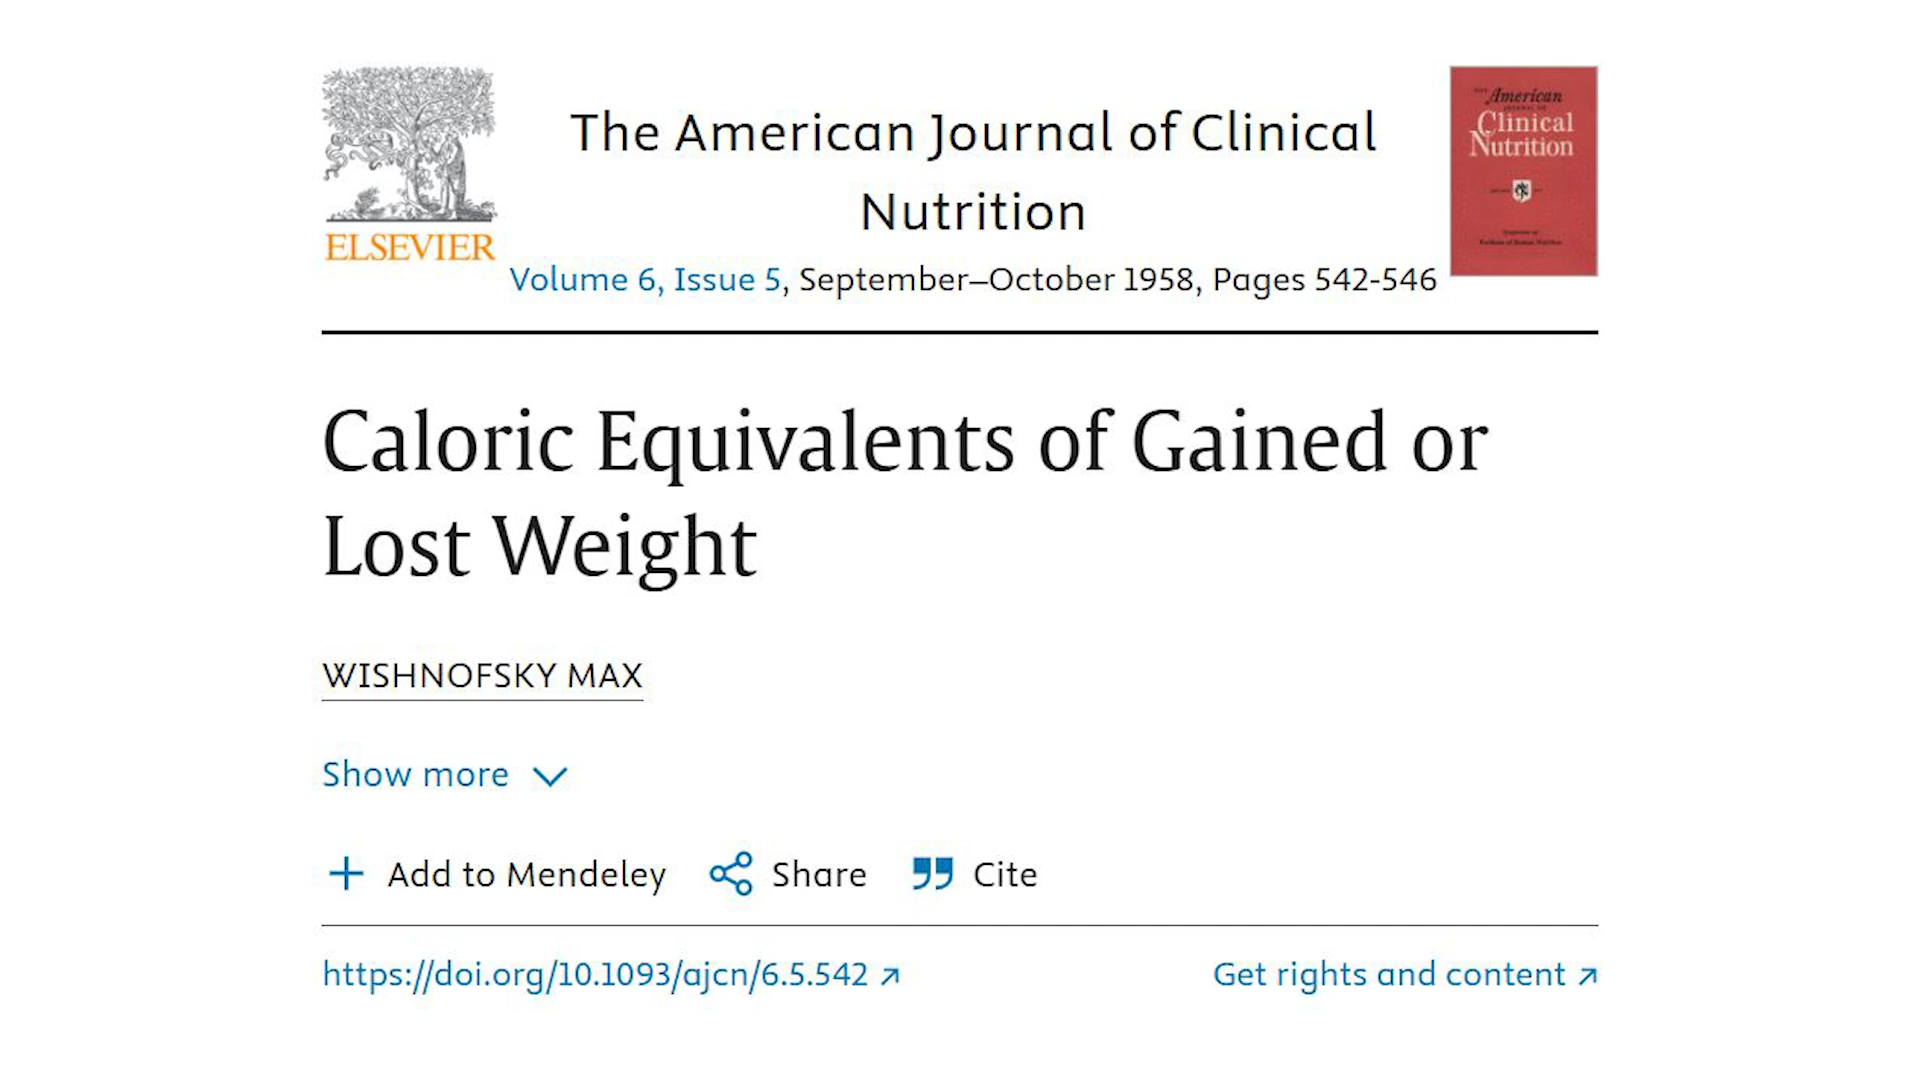 The American Journal of Clinical
Nutrition
Volume 6, Issue 5, September–October 1958, Pages 542-546
ELSEVIER
American
Clinical
Nutrition
Caloric Equivalents of Gained or
Lost Weight
WISHNOFSKY MAX
Show more
Add to Mendeley Share Cite
https://doi.org/10.1093/ajcn/6.5.542
Get rights and content